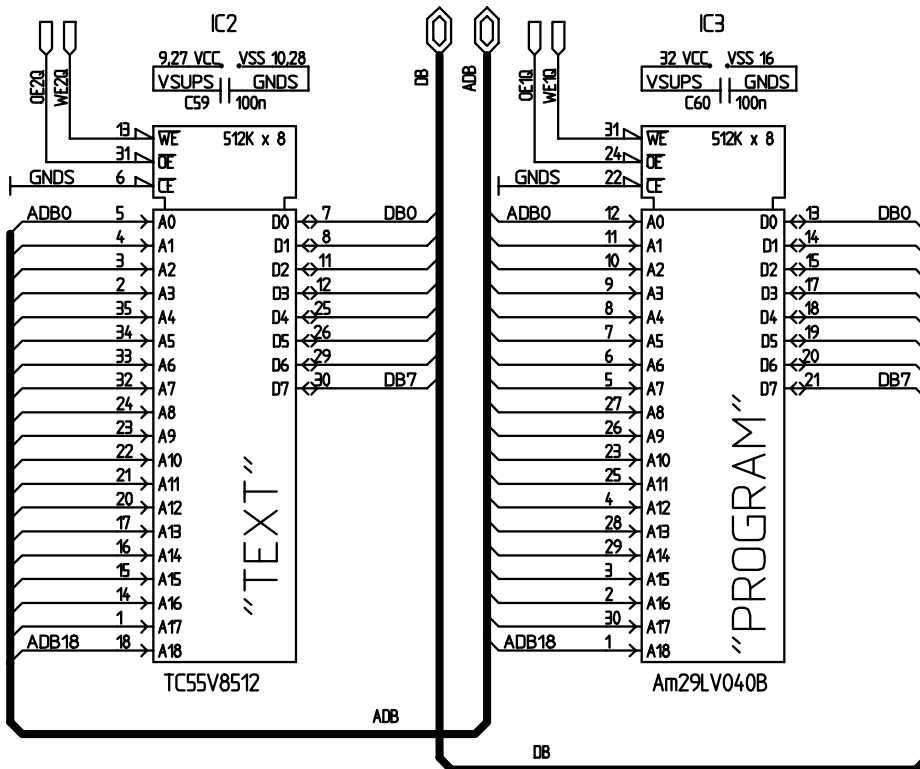 IC2
9,27 VCC VSS 10,28
VSUPS GNDS
C59 100n
OE2Q
WE2Q
512K x 8
13 WE
31 OE
GNDS 6 CE
ADB0 5 A0 D0 7 DB0
4 A1 D1 8
3 A2 D2 11
2 A3 D3 12
35 A4 D4 25
34 A5 D5 26
33 A6 D6 29
32 A7 D7 30 DB7
24 A8
23 A9
22 A10
21 A11
20 A12
17 A13
16 A14
15 A15
14 A16
1 A17
ADB18 18 A18
"TEXT"
TC55V8512
DB
ADB
IC3
32 VCC VSS 16
VSUPS GNDS
C60 100n
OE1Q
WE1Q
512K x 8
31 WE
24 OE
GNDS 22 CE
ADB0 12 A0 D0 13 DB0
11 A1 D1 14
10 A2 D2 15
9 A3 D3 17
8 A4 D4 18
7 A5 D5 19
6 A6 D6 20
5 A7 D7 21 DB7
27 A8
26 A9
23 A10
25 A11
4 A12
28 A13
29 A14
3 A15
2 A16
30 A17
ADB18 1 A18
"PROGRAM"
Am29LV040B
ADB
DB